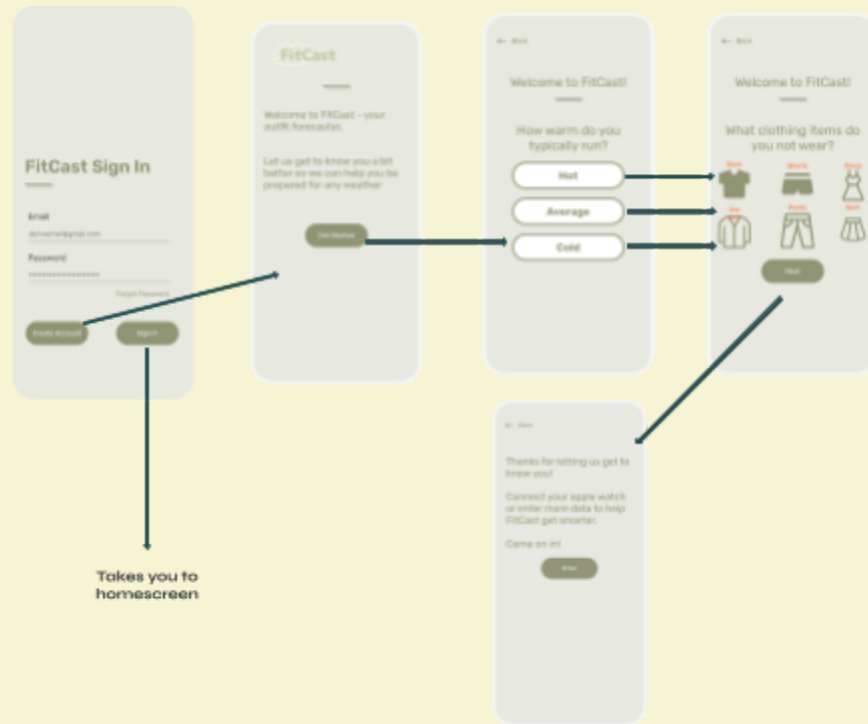 FitCast Sign In
Email
Password
Forgot Password
Create Account
Sign In
Takes you to
homescreen
FitCast
Welcome to FitCast - your
outfit forecaster.
Let us get to know you a bit
better so we can help you be
prepared for any weather
Get Started
← Back
Welcome to FitCast!
How warm do you
typically run?
Hot
Average
Cold
← Back
Welcome to FitCast!
What clothing items do
you not wear?
Shorts
Pants
Next
← Back
Thanks for letting us get to
know you!
Connect your apple watch
or enter more data to help
FitCast get smarter.
Come on in!
Enter